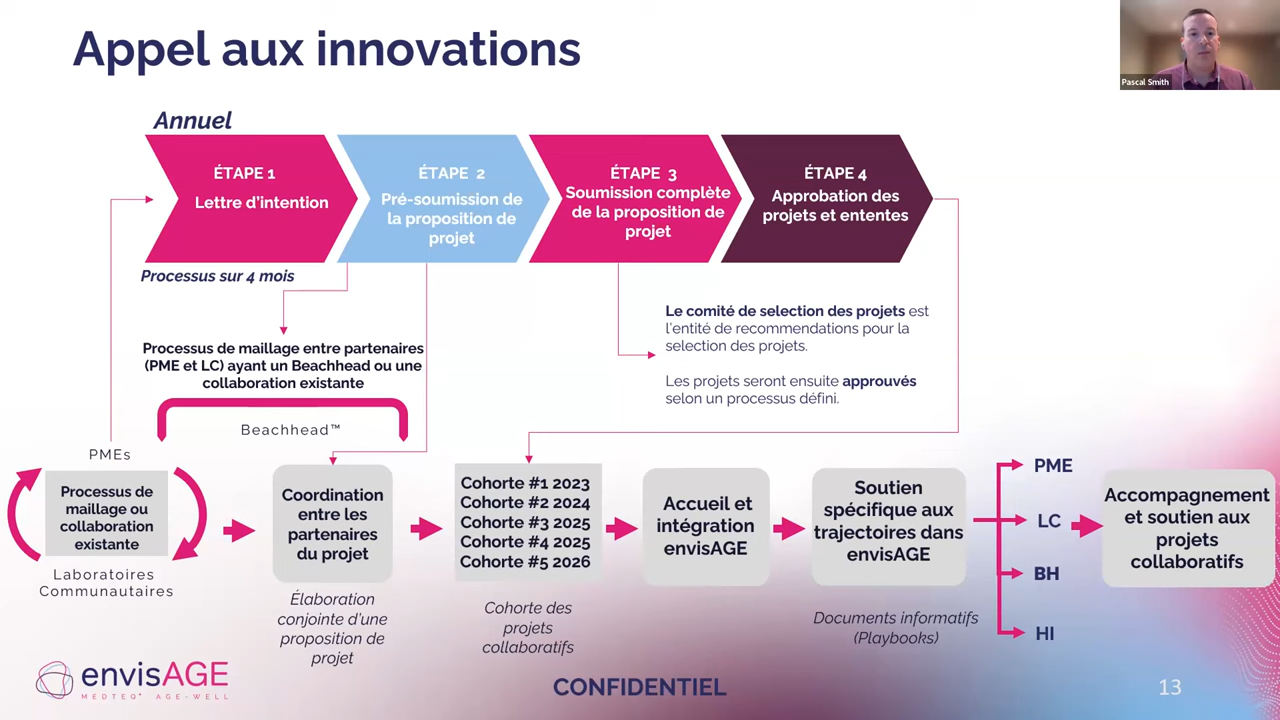 Appel aux innovations
Pascal Smith
Annuel
ÉTAPE 1
Lettre d'intention
ÉTAPE 2
Pré-soumission de
la proposition de
projet
ÉTAPE 3
Soumission complète
de la proposition de
projet
ÉTAPE 4
Approbation des
projets et ententes
Processus sur 4 mois
Processus de maillage entre partenaires
(PME et LC) ayant un Beachhead ou une
collaboration existante
Beachhead™
Le comité de selection des projets est
l'entité de recommendations pour la
selection des projets.
Les projets seront ensuite approuvés
selon un processus défini.
PMEs
Processus de
maillage ou
collaboration
existante
Laboratoires
Communautaires
Coordination
entre les
partenaires
du projet
Élaboration
conjointe d'une
proposition de
projet
Cohorte #1 2023
Cohorte #2 2024
Cohorte #3 2025
Cohorte #4 2025
Cohorte #5 2026
Cohorte des
projets
collaboratifs
Accueil et
intégration
envisAGE
Soutien
spécifique aux
trajectoires dans
envisAGE
Documents informatifs
(Playbooks)
PME
LC
BH
HI
Accompagnement
et soutien aux
projets
collaboratifs
envisAGE
MEDTEQ+ AGE-WELL
CONFIDENTIEL
13